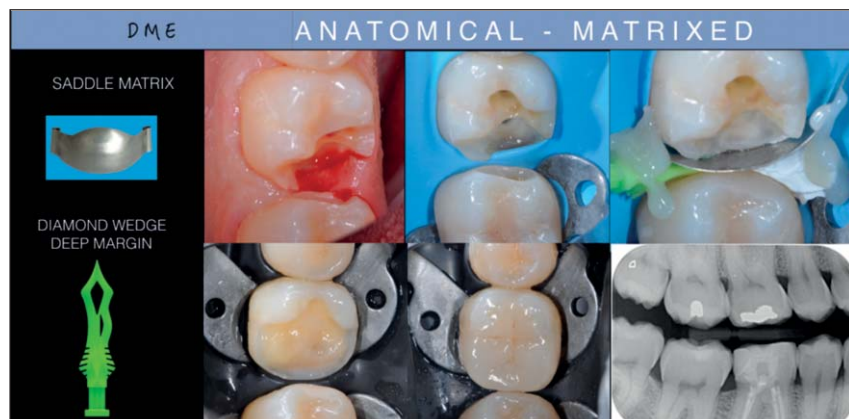 DME
ANATOMICAL - MATRIXED
SADDLE MATRIX
DIAMOND WEDGE
DEEP MARGIN